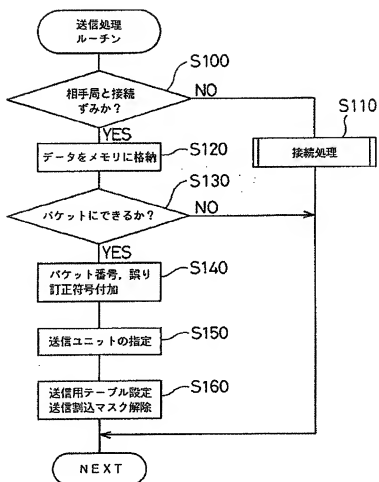 送信処理
ルーチン
S100
相手局と接続
ずみか？
NO
S110
YES
接続処理
データをメモリに格納
S120
S130
パケットにできるか？
NO
YES
S140
パケット番号，誤り
訂正符号付加
S150
送信ユニットの指定
S160
送信用テーブル設定
送信割込マスク解除
NEXT